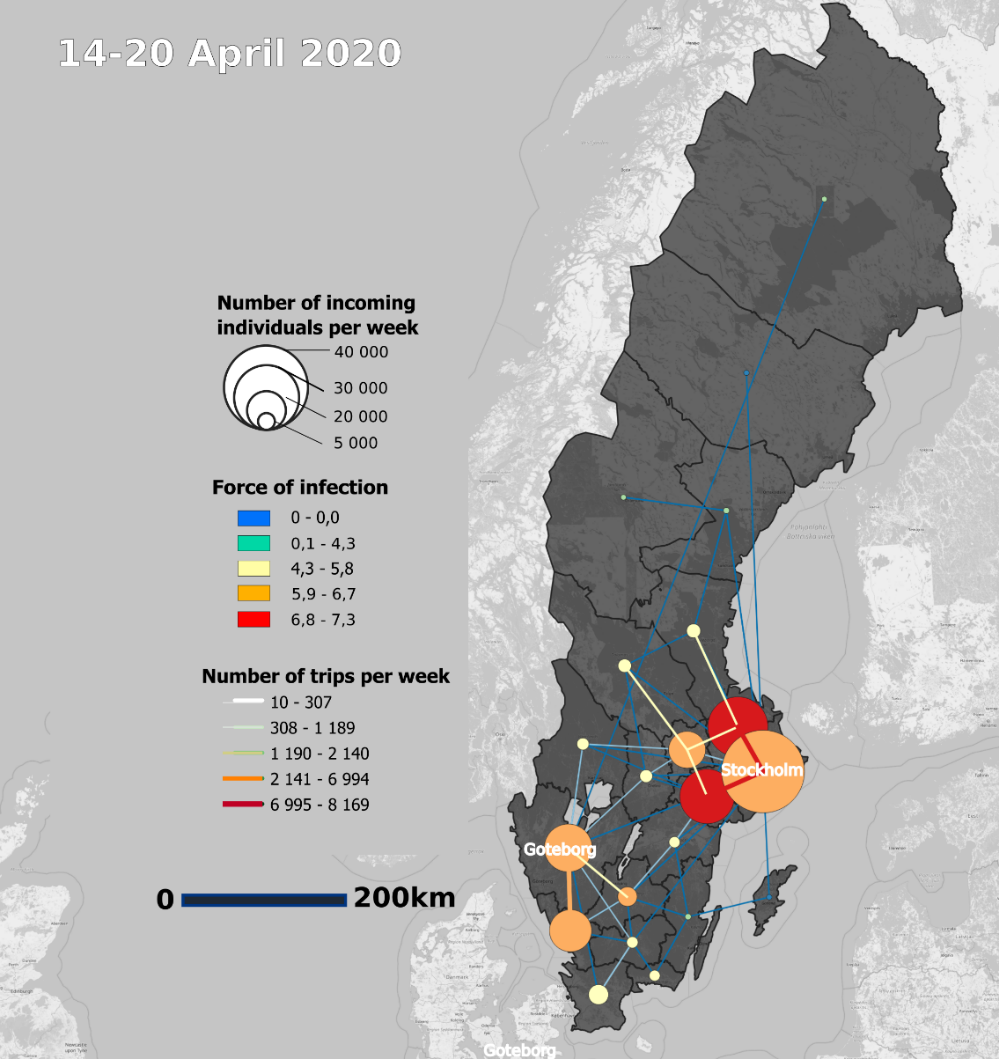 14-20 April 2020
Number of incoming
individuals per week
40 000
30 000
20 000
5 000
Force of infection
0 - 0,0
0,1 - 4,3
4,3 - 5,8
5,9 - 6,7
6,8 - 7,3
Number of trips per week
10 - 307
308 - 1 189
1 190 - 2 140
2 141 - 6 994
6 995 - 8 169
0 200km
Stockholm
Goteborg
Goteborg